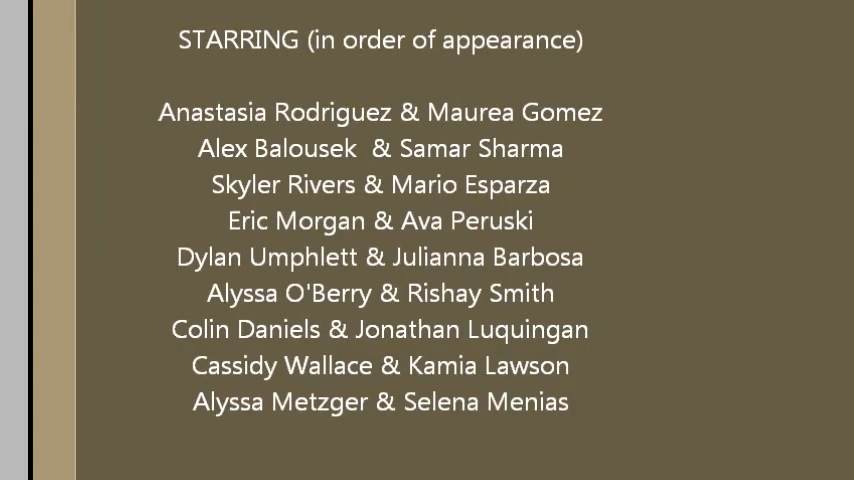 STARRING (in order of appearance)
Anastasia Rodriguez & Maurea Gomez
Alex Balousek & Samar Sharma
Skyler Rivers & Mario Esparza
Eric Morgan & Ava Peruski
Dylan Umphlett & Julianna Barbosa
Alyssa O'Berry & Rishay Smith
Colin Daniels & Jonathan Luquingan
Cassidy Wallace & Kamia Lawson
Alyssa Metzger & Selena Menias